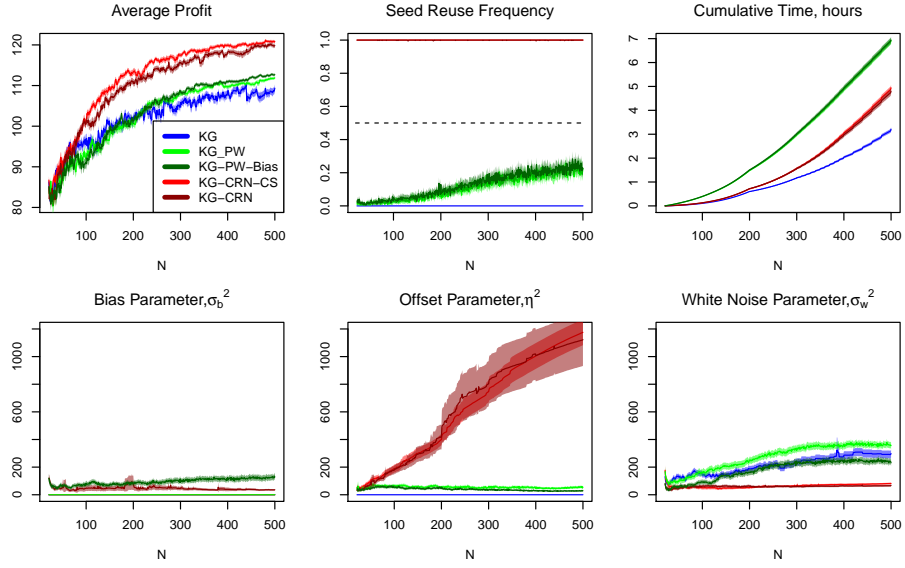 Average Profit
80 90 100 110 120
100 200 300 400 500
N
KG
KG_PW
KG−PW−Bias
KG−CRN−CS
KG−CRN
Seed Reuse Frequency
0.0 0.2 0.4 0.6 0.8 1.0
100 200 300 400 500
N
Cumulative Time, hours
0 1 2 3 4 5 6 7
100 200 300 400 500
N
Bias Parameter,σb²
0 200 400 600 1000
100 200 300 400 500
N
Offset Parameter,η²
0 200 400 600 1000
100 200 300 400 500
N
White Noise Parameter,σw²
0 200 400 600 1000
100 200 300 400 500
N